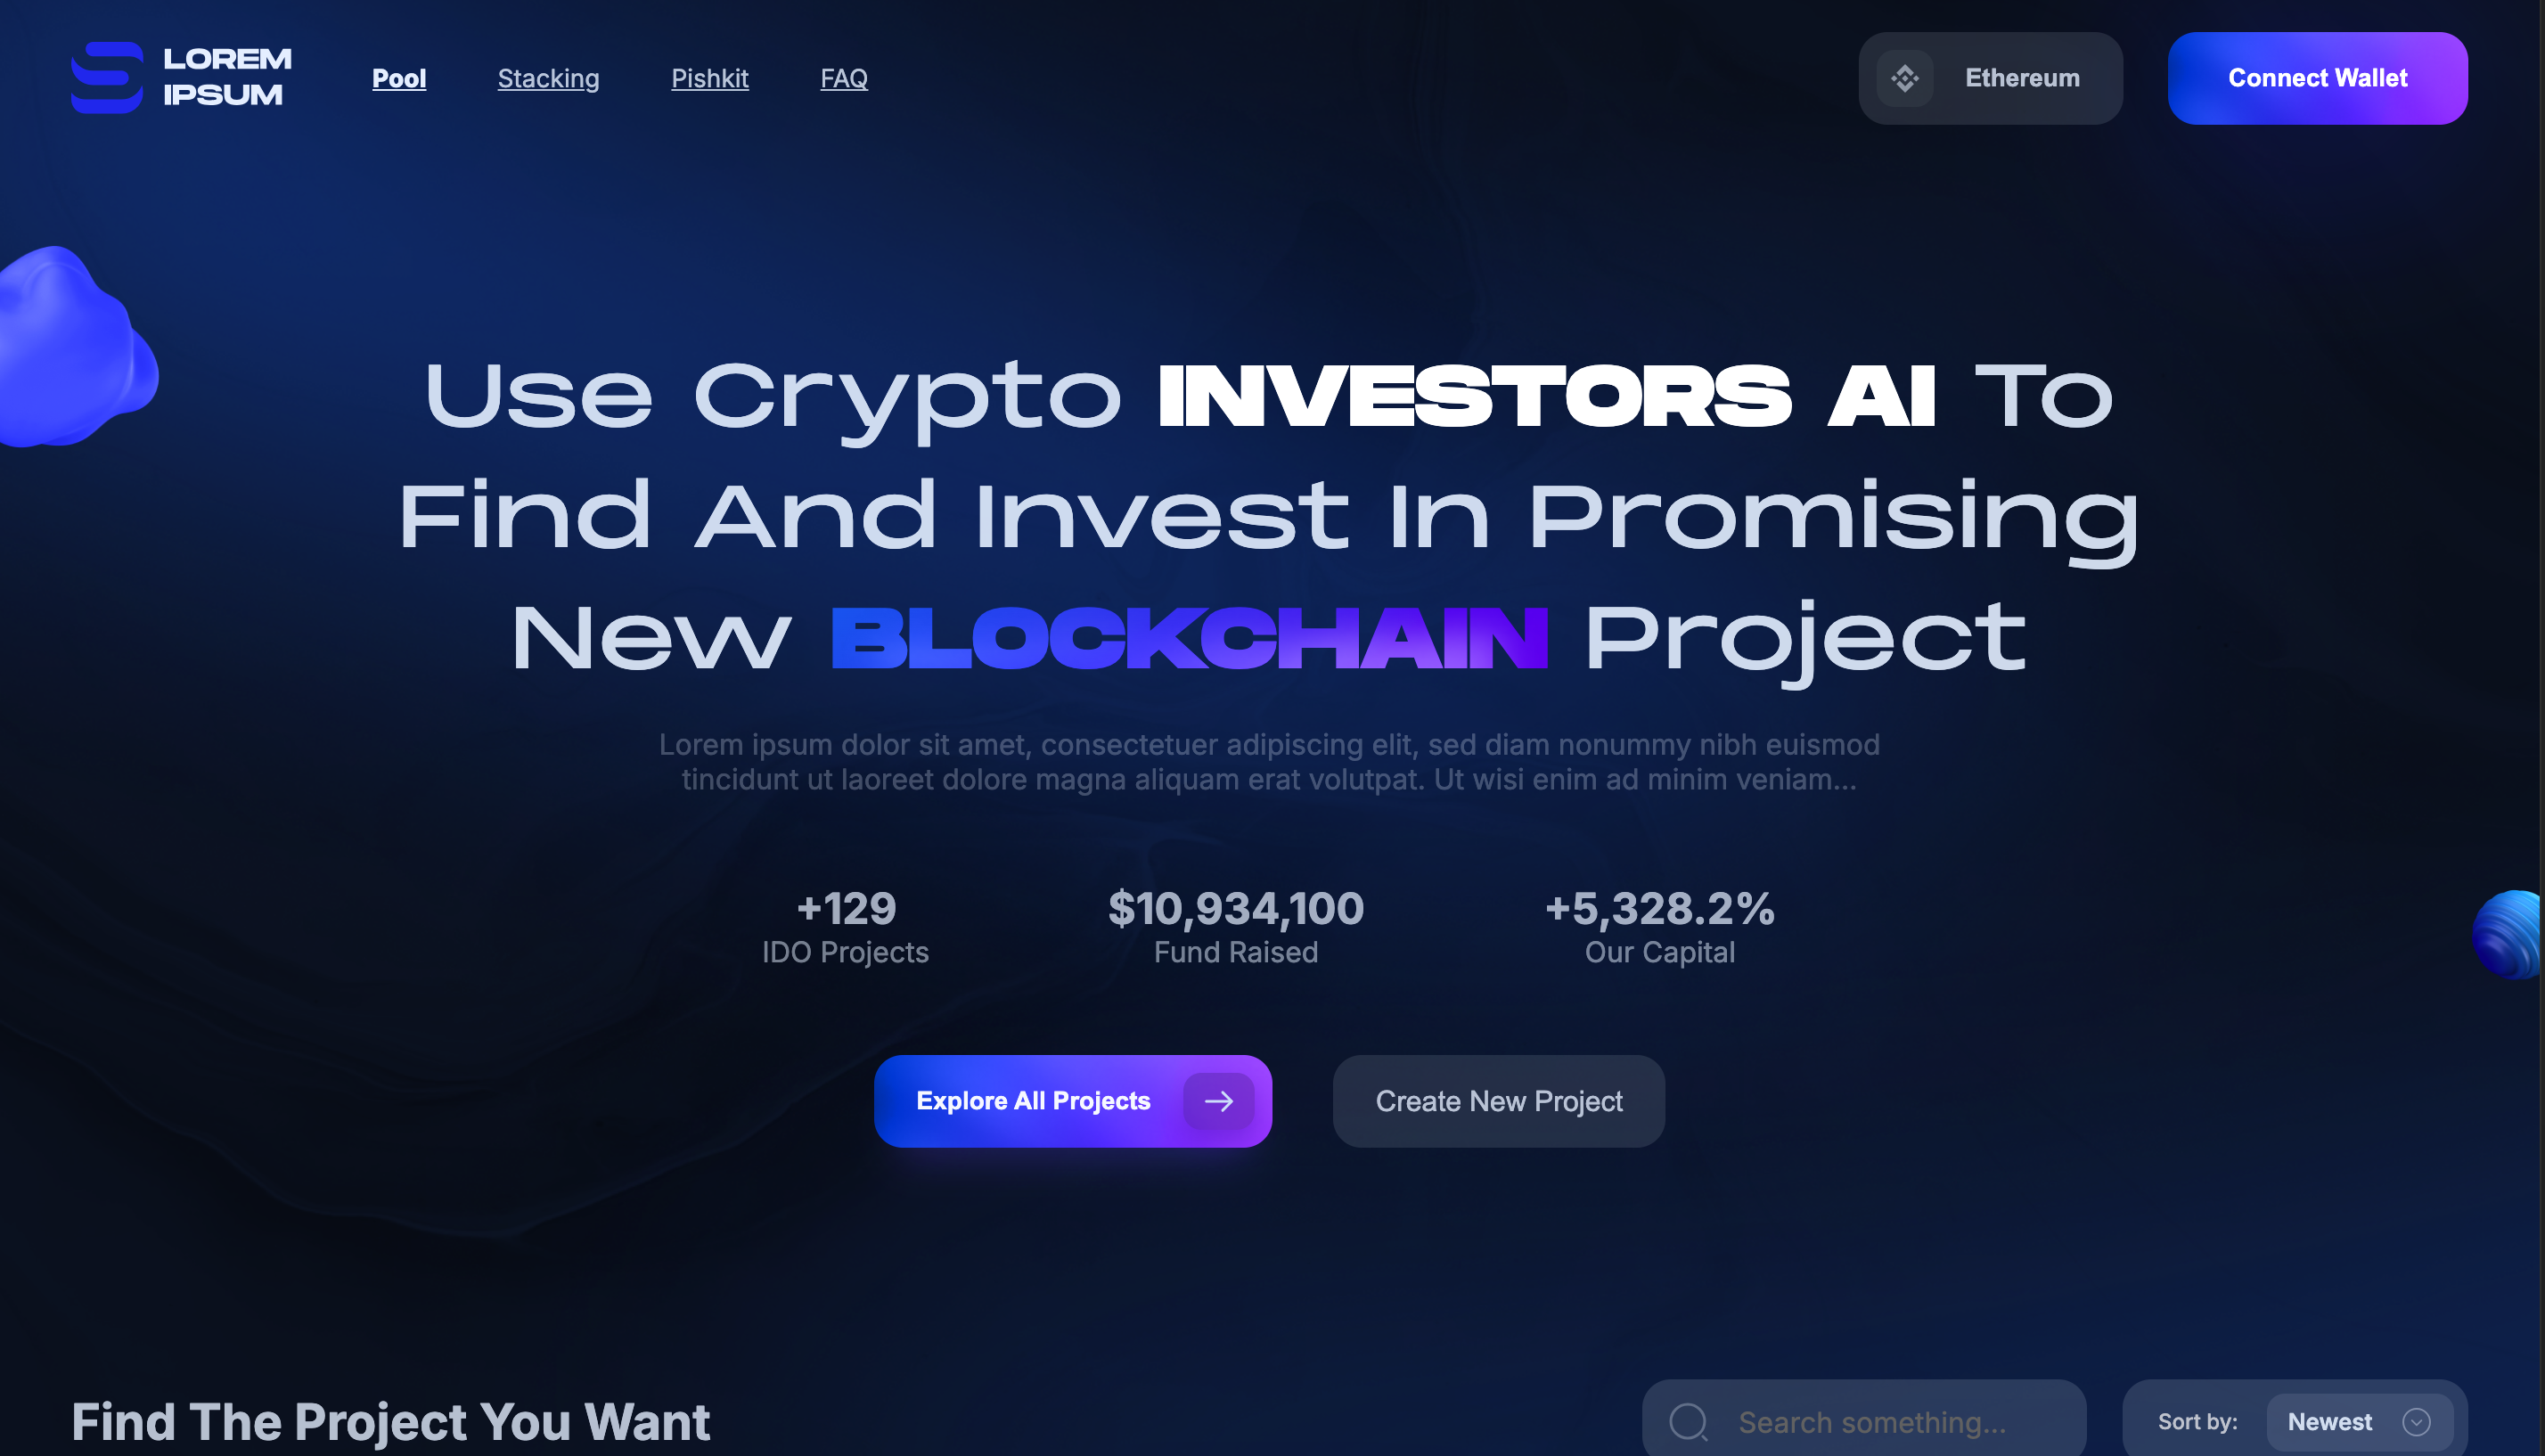 LOREM
IPSUM
Pool
Stacking
Pishkit
FAQ
Ethereum
Connect Wallet
Use Crypto INVESTORS AI To
Find And Invest In Promising
New BLOCKCHAIN Project
Lorem ipsum dolor sit amet, consectetuer adipiscing elit, sed diam nonummy nibh euismod
tincidunt ut laoreet dolore magna aliquam erat volutpat. Ut wisi enim ad minim veniam...
+129
IDO Projects
$10,934,100
Fund Raised
+5,328.2%
Our Capital
Explore All Projects
Create New Project
Find The Project You Want
Search something...
Sort by:
Newest